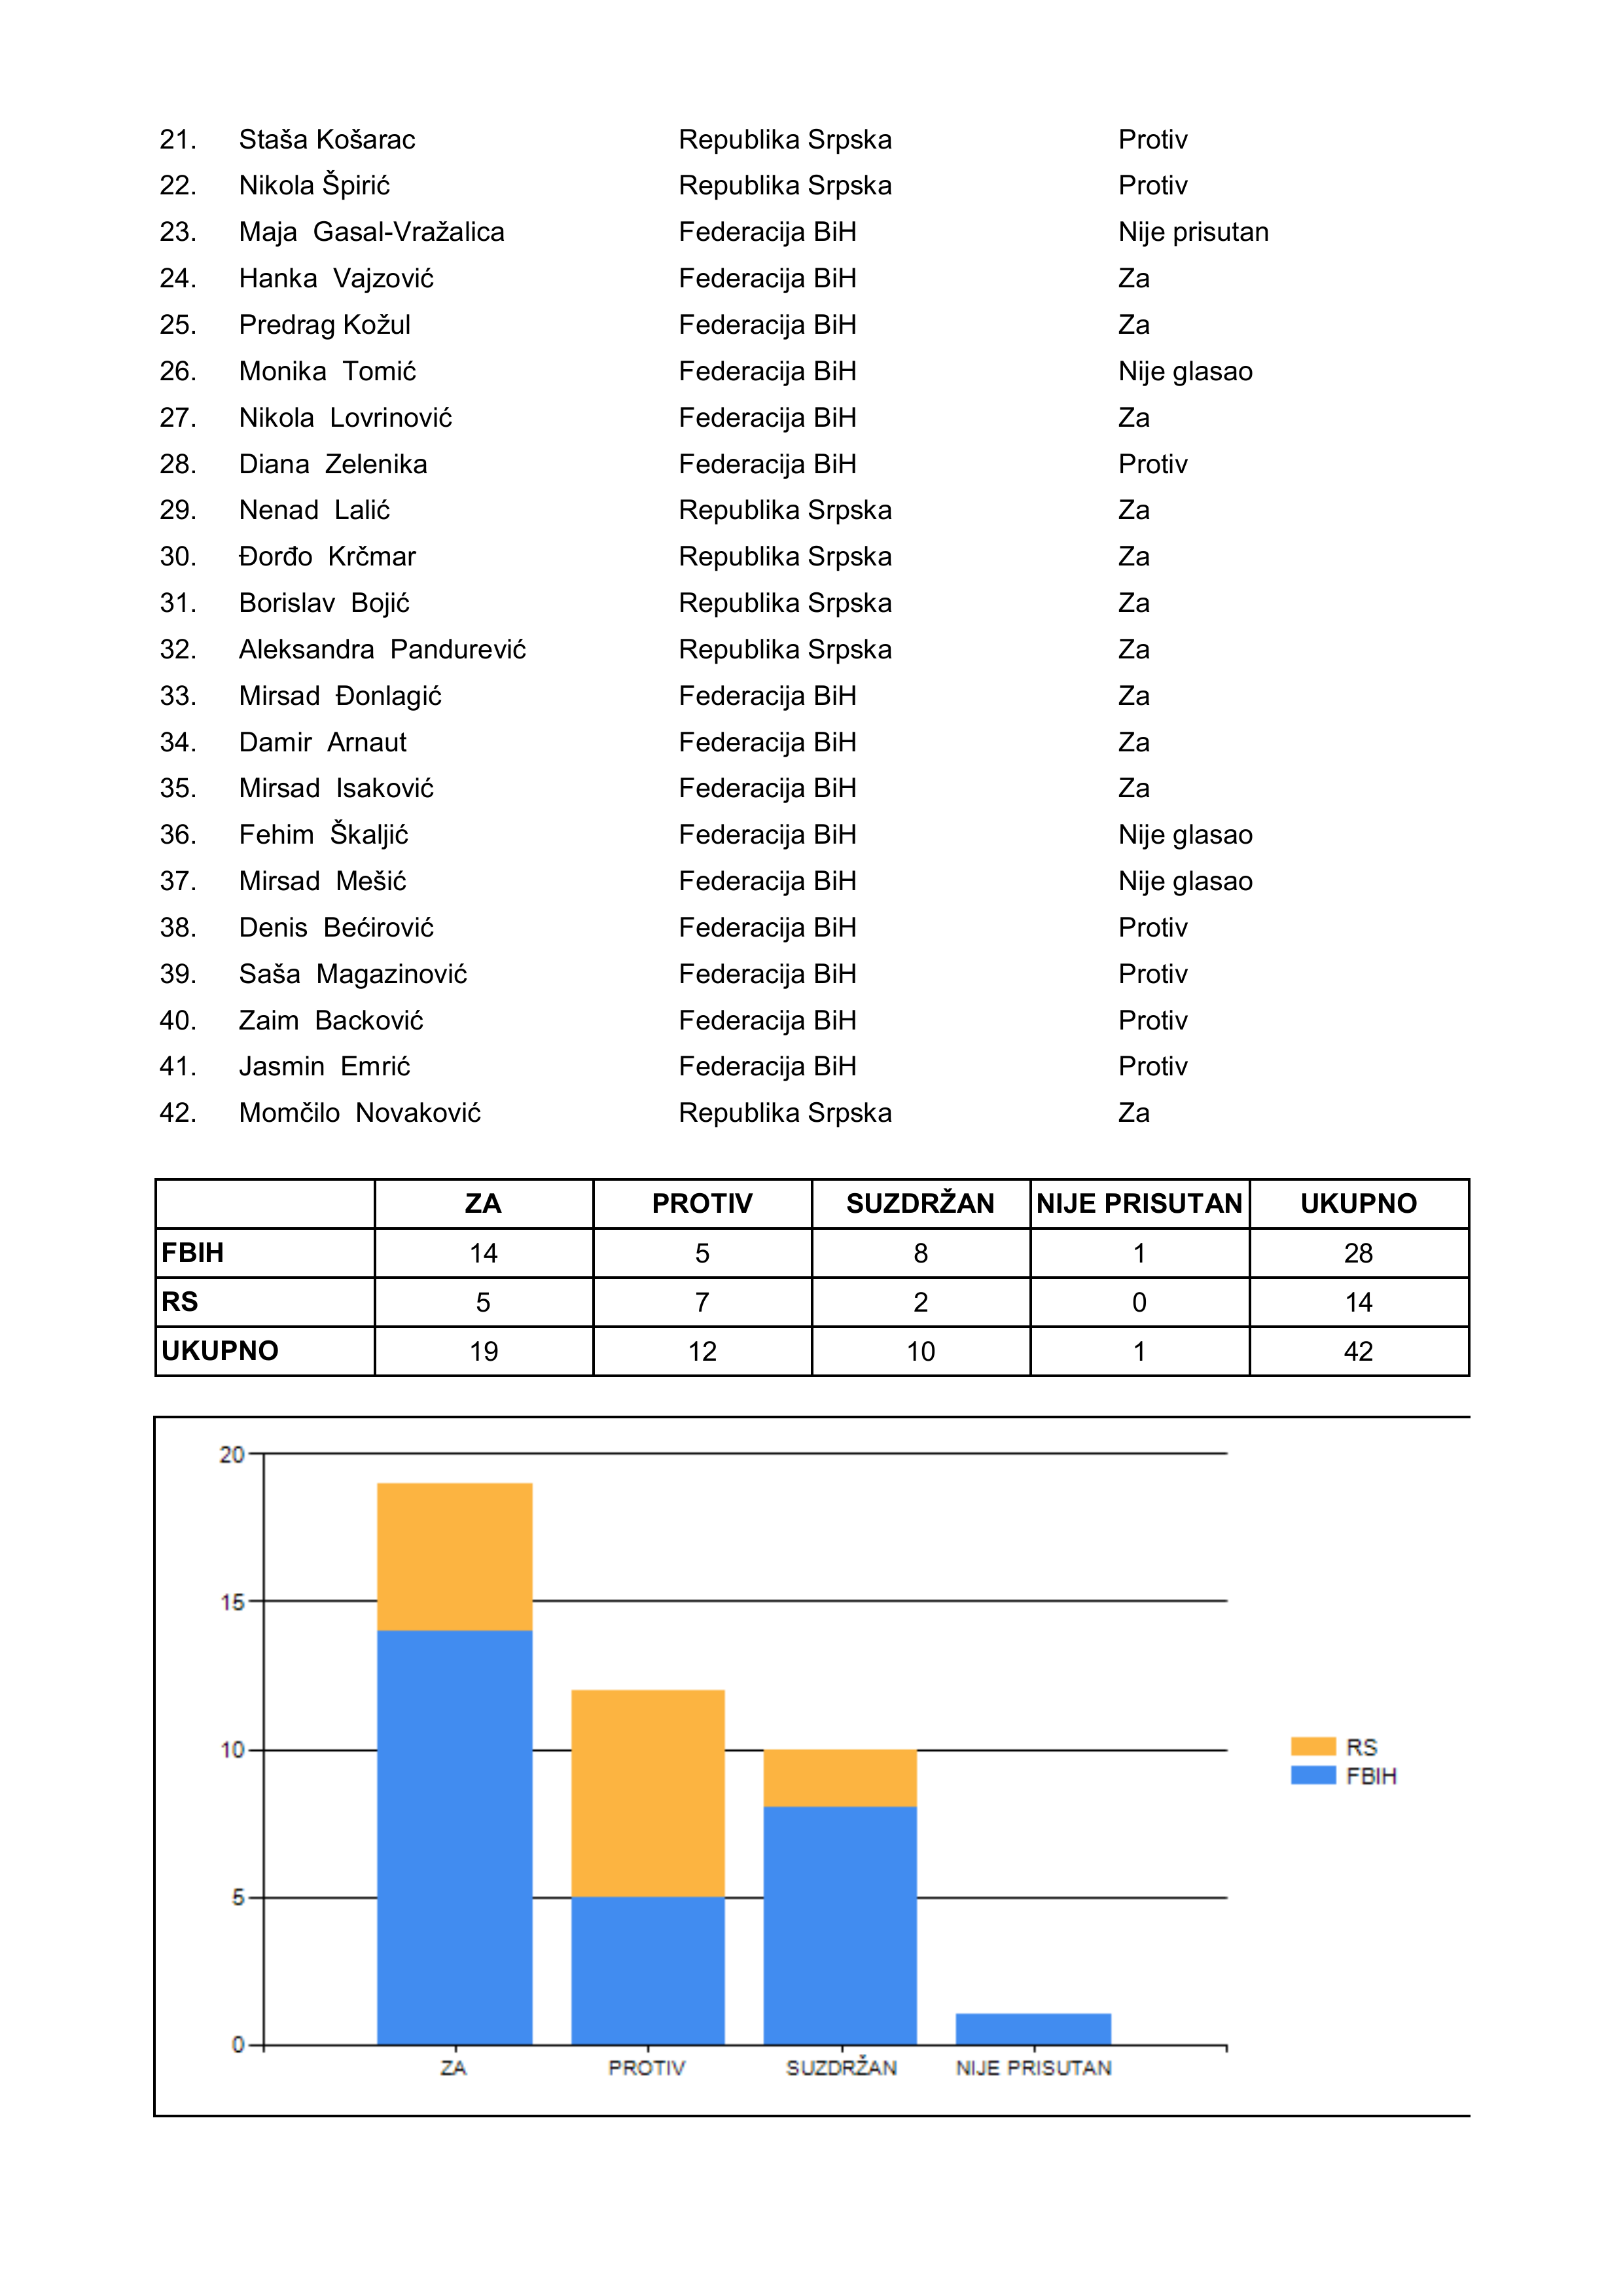 21. Staša Košarac Republika Srpska Protiv
22. Nikola Špirić Republika Srpska Protiv
23. Maja Gasal-Vražalica Federacija BiH Nije prisutan
24. Hanka Vajzović Federacija BiH Za
25. Predrag Kožul Federacija BiH Za
26. Monika Tomić Federacija BiH Nije glasao
27. Nikola Lovrinović Federacija BiH Za
28. Diana Zelenika Federacija BiH Protiv
29. Nenad Lalić Republika Srpska Za
30. Đorđo Krčmar Republika Srpska Za
31. Borislav Bojić Republika Srpska Za
32. Aleksandra Pandurević Republika Srpska Za
33. Mirsad Đonlagić Federacija BiH Za
34. Damir Arnaut Federacija BiH Za
35. Mirsad Isaković Federacija BiH Za
36. Fehim Škaljić Federacija BiH Nije glasao
37. Mirsad Mešić Federacija BiH Nije glasao
38. Denis Bećirović Federacija BiH Protiv
39. Saša Magazinović Federacija BiH Protiv
40. Zaim Backović Federacija BiH Protiv
41. Jasmin Emrić Federacija BiH Protiv
42. Momčilo Novaković Republika Srpska Za
ZA PROTIV SUZDRŽAN NIJE PRISUTAN UKUPNO
FBIH 14 5 8 1 28
RS 5 7 2 0 14
UKUPNO 19 12 10 1 42
20
15
10
5
0
ZA PROTIV SUZDRŽAN NIJE PRISUTAN
RS
FBIH